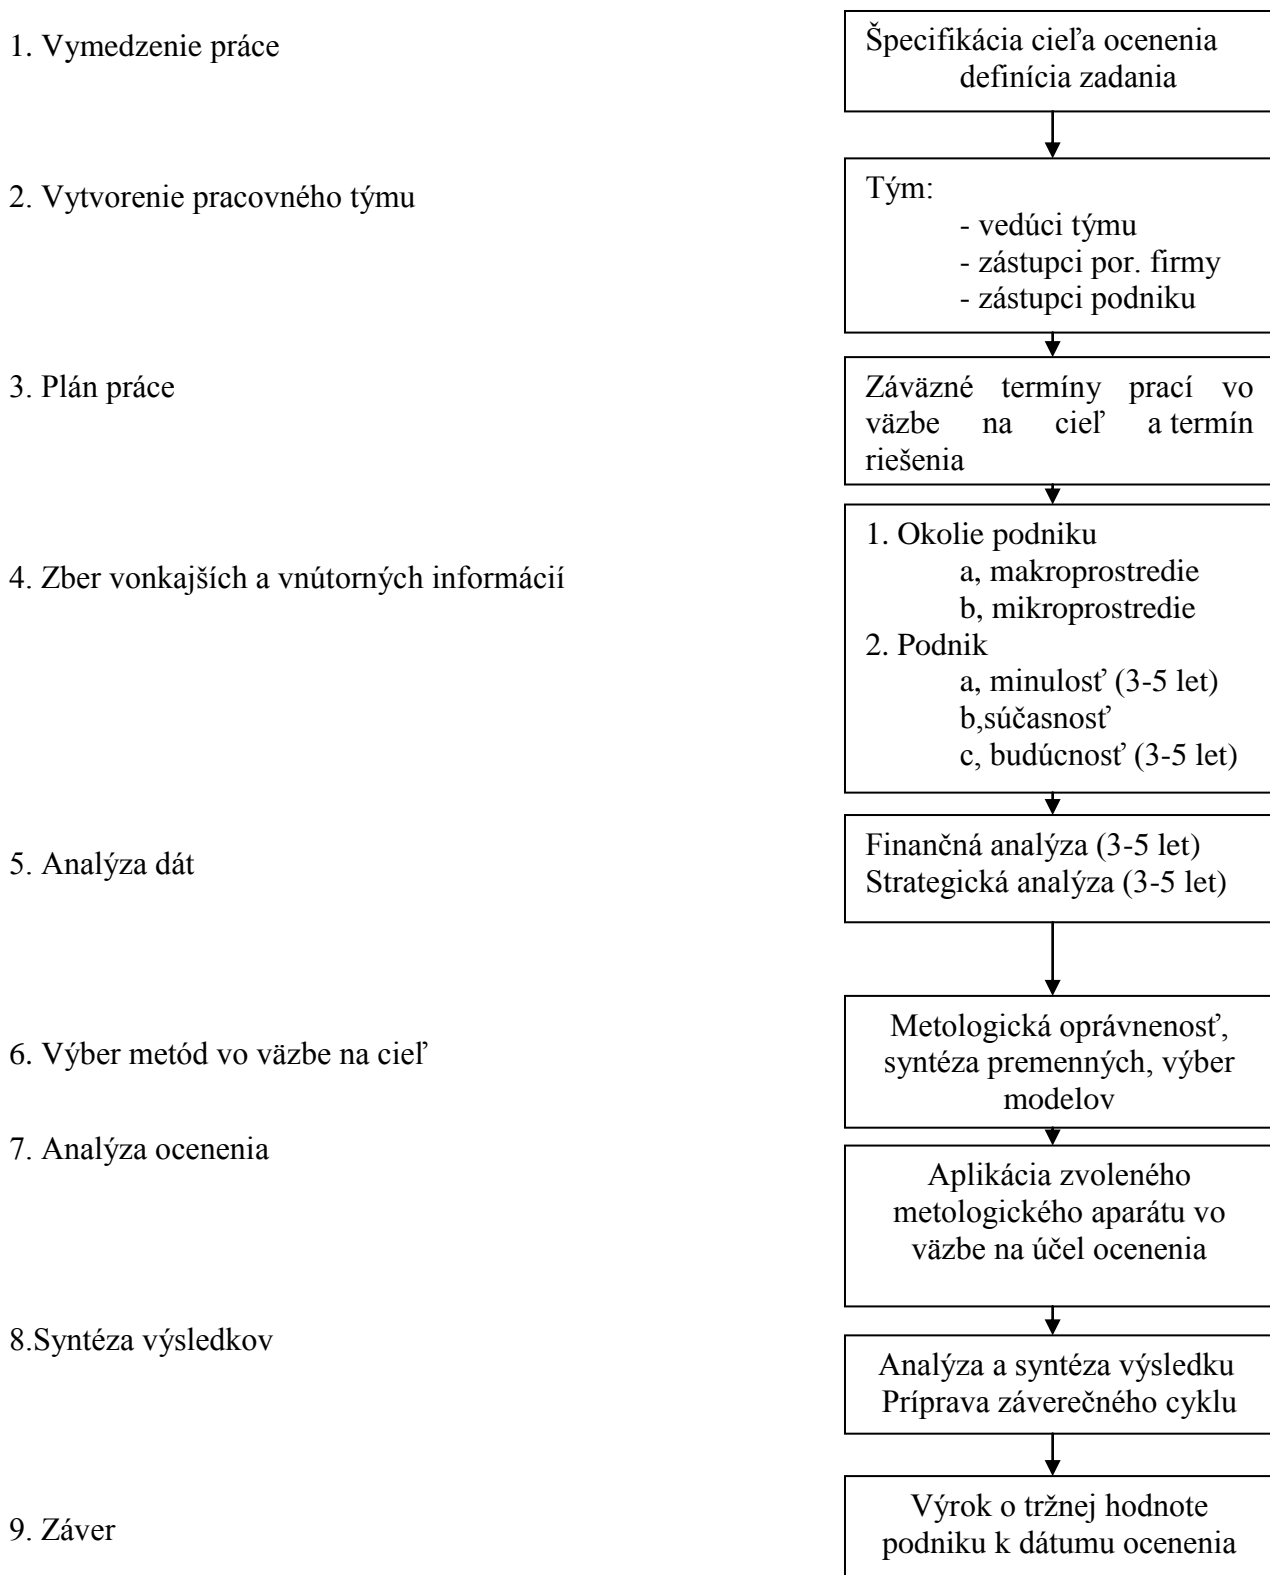 1. Vymedzenie práce
Špecifikácia cieľa ocenenia
definícia zadania
2. Vytvorenie pracovného týmu
Tým:
- vedúci týmu
- zástupci por. firmy
- zástupci podniku
3. Plán práce
Záväzné termíny prací vo
väzbe na cieľ a termín
riešenia
4. Zber vonkajších a vnútorných informácií
1. Okolie podniku
a, makroprostredie
b, mikroprostredie
2. Podnik
a, minulosť (3-5 let)
b,súčasnosť
c, budúcnosť (3-5 let)
5. Analýza dát
Finančná analýza (3-5 let)
Strategická analýza (3-5 let)
6. Výber metód vo väzbe na cieľ
Metologická oprávnenosť,
syntéza premenných, výber
modelov
7. Analýza ocenenia
Aplikácia zvoleného
metologického aparátu vo
väzbe na účel ocenenia
8.Syntéza výsledkov
Analýza a syntéza výsledku
Príprava záverečného cyklu
9. Záver
Výrok o tržnej hodnote
podniku k dátumu ocenenia